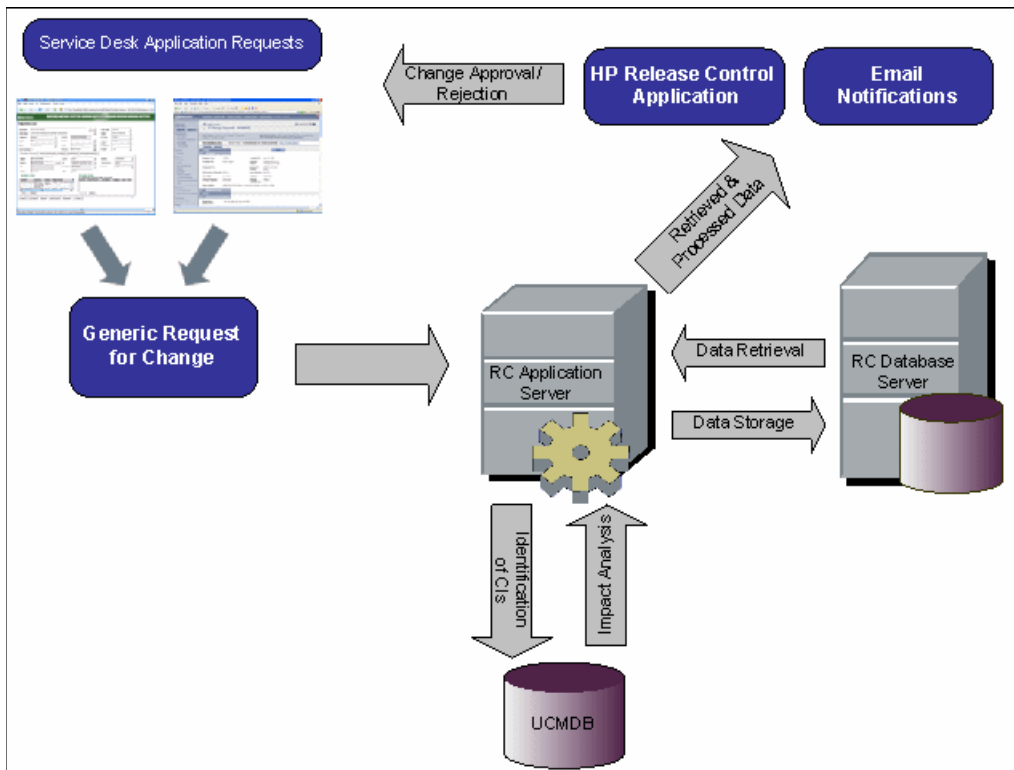 Service Desk Application Requests
Change Approval/
Rejection
HP Release Control
Application
Email
Notifications
Retrieved &
Processed Data
Generic Request
for Change
RC Application
Server
Data Retrieval
RC Database
Server
Data Storage
Identification
of CIs
Impact Analysis
UCMDB